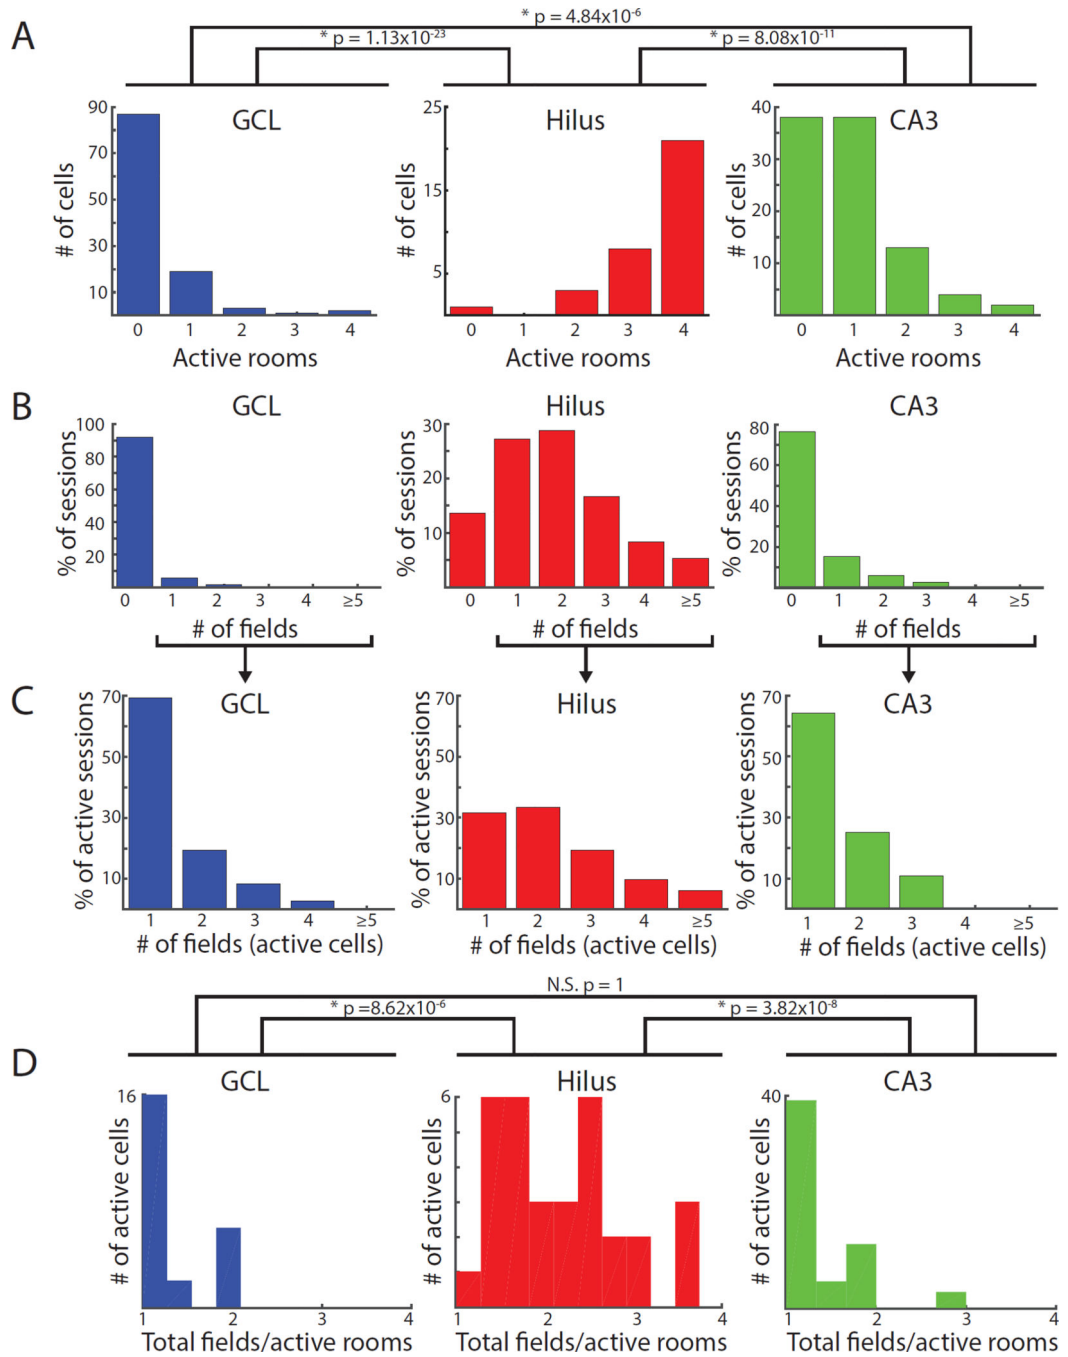 A
* p = 4.84x10-6
* p = 1.13x10-23
* p = 8.08x10-11
GCL
Hilus
CA3
# of cells
90
70
50
30
10
0 1 2 3 4
Active rooms
# of cells
25
15
5
0 1 2 3 4
Active rooms
# of cells
40
30
20
10
0 1 2 3 4
Active rooms
B
GCL
Hilus
CA3
% of sessions
100
80
60
40
20
0 1 2 3 4 ≥5
# of fields
% of sessions
30
20
10
0 1 2 3 4 ≥5
# of fields
% of sessions
80
60
40
20
0 1 2 3 4 ≥5
# of fields
C
GCL
Hilus
CA3
% of active sessions
70
50
30
10
1 2 3 4 ≥5
# of fields (active cells)
% of active sessions
70
50
30
10
1 2 3 4 ≥5
# of fields (active cells)
% of active sessions
70
50
30
10
1 2 3 4 ≥5
# of fields (active cells)
N.S. p = 1
* p =8.62x10-6
* p = 3.82x10-8
D
GCL
Hilus
CA3
# of active cells
16
1 2 3 4
Total fields/active rooms
# of active cells
6
2 3 4
Total fields/active rooms
# of active cells
40
1 2 3 4
Total fields/active rooms